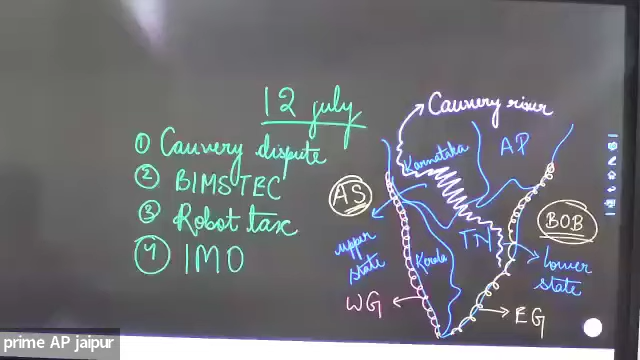 12 july
① Cauvery dispute
② BIMSTEC
③ Robot tax
④ IMO
Cauvery river
Karnataka
AP
AS
BOB
upper
state
Kerala
TN
lower
state
WG
EG
prime AP jaipur